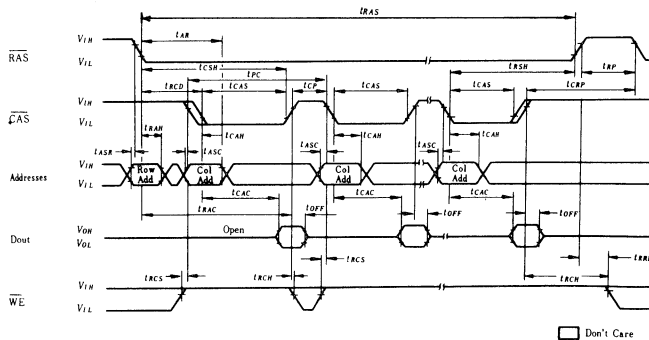 tRAS
tAR
VIH
RAS
VIL
tCSH
tRSH
tRP
tPC
tRCD
tCAS
tCP
tCAS
tCAS
tCRP
VIH
CAS
VIL
tRAH
tCAH
tCAH
tCAH
tASR
tASC
tASC
tASC
VIH
Addresses
VIL
Row Add
Col Add
Col Add
Col Add
tCAC
tCAC
tCAC
tRAC
tOFF
tOFF
tOFF
VOH
Dout
VOL
Open
tRCS
tRCH
tRCS
tRCH
VIH
WE
VIL
Don't Care